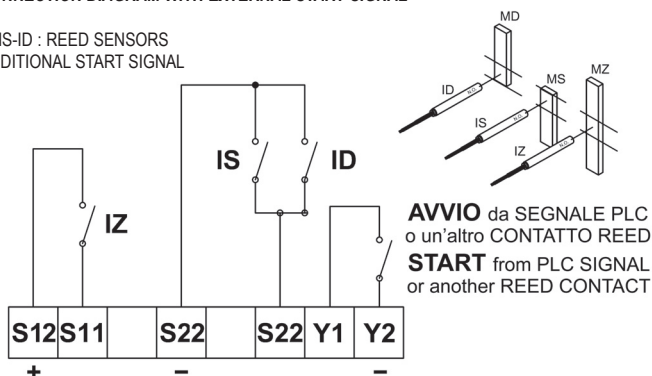 IS-ID : REED SENSORS
DITIONAL START SIGNAL
MD
MS
MZ
ID
IS
IZ
N.O.
N.O.
N.O.
IS
ID
IZ
AVVIO da SEGNALE PLC
o un'altro CONTATTO REED
START from PLC SIGNAL
or another REED CONTACT
S12 S11 S22 S22 Y1 Y2
+ – –